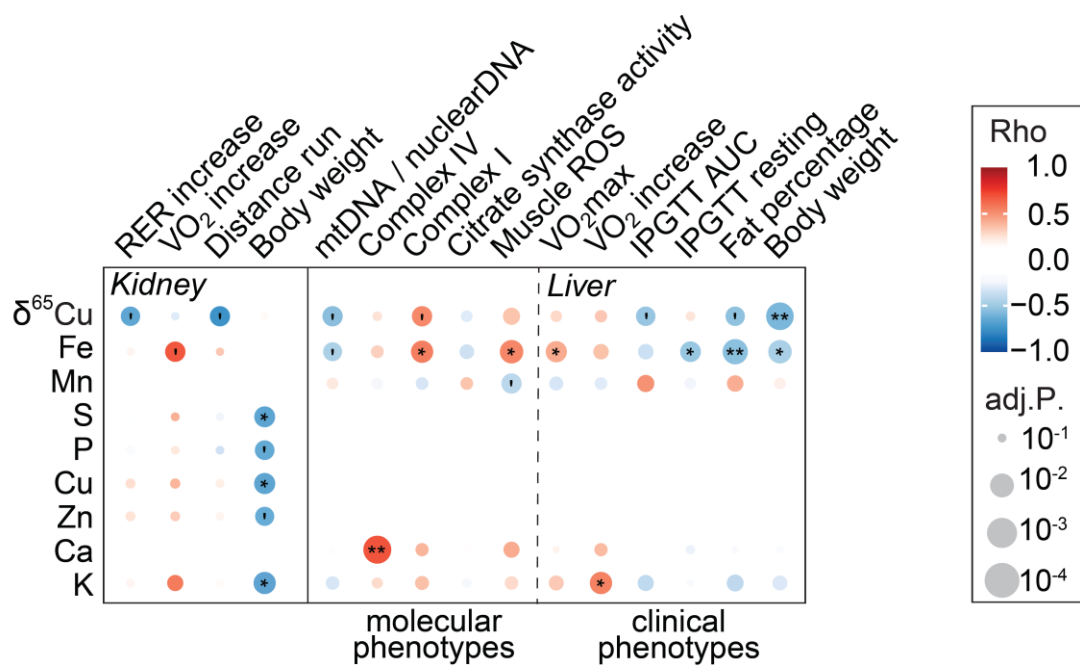 RER increase
VO₂ increase
Distance run
Body weight
mtDNA / nuclearDNA
Complex IV
Complex I
Citrate synthase activity
Muscle ROS
VO₂max
VO₂ increase
IPGTT AUC
IPGTT resting
Fat percentage
Body weight
Kidney
Liver
δ⁶⁵Cu ' ' ' ' ' ' **
Fe ' ' * * * * ** *
Mn '
S *
P '
Cu *
Zn '
Ca **
K * *
molecular
phenotypes
clinical
phenotypes
Rho
1.0
0.5
0.0
−0.5
−1.0
adj.P.
10⁻¹
10⁻²
10⁻³
10⁻⁴